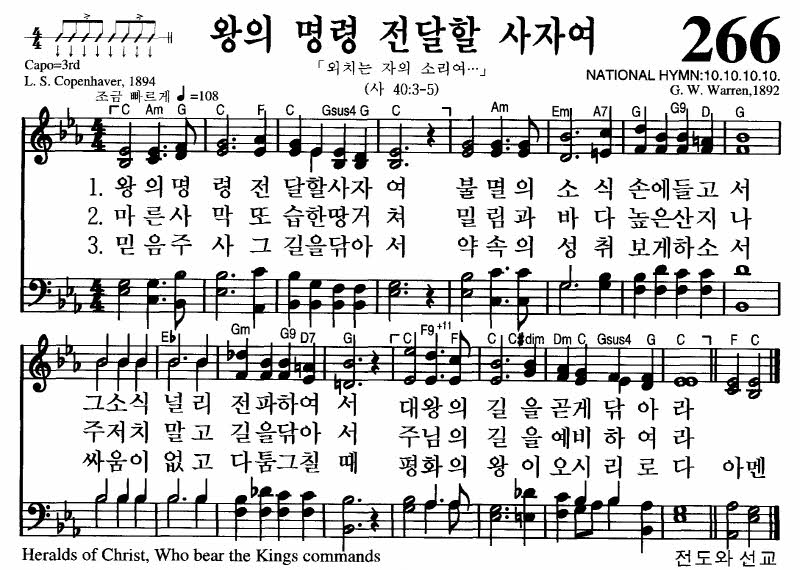 왕의 명령 전달할 사자여 266
Capo=3rd 「외치는 자의 소리여…」 NATIONAL HYMN:10.10.10.10.
L. S. Copenhaver, 1894 (사 40:3-5) G. W. Warren,1892
조금 빠르게 ♩=108
C Am G C F C Gsus4 G C Am Em A7 G G9 D G
1. 왕의명 령전 달할사자 여 불멸의 소식 손에들고 서
2. 마른사 막또 습한땅거 쳐 밀림과 바다 높은산지 나
3. 믿음주 사그 길을닦아 서 약속의 성취 보게하소 서
E♭ Gm G9 D7 G C F9 +11 F C C#dim Dm C Gsus4 G C F C
그소식 널리 전파하여 서 대왕의 길을곧게 닦아라
주저치 말고 길을닦아 서 주님의 길을예비 하여라
싸움이 없고 다툼그칠 때 평화의 왕이오시 리로다 아멘
Heralds of Christ, Who bear the Kings commands 전도와 선교